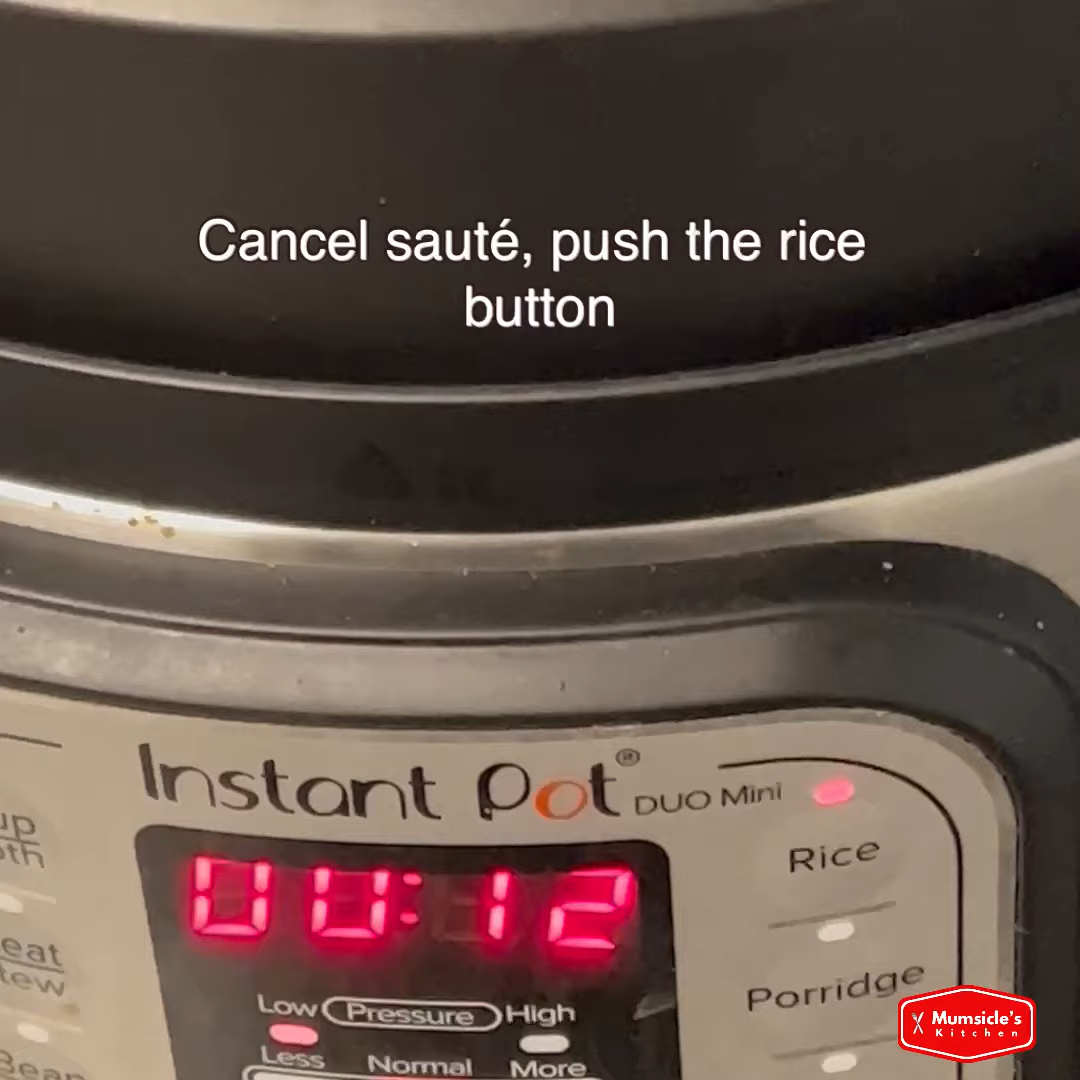 Cancel sauté, push the rice
button
Instant Pot® DUO Mini
Rice
00:12
Porridge
Low Pressure High
Less Normal More
Mumsicle's
Kitchen